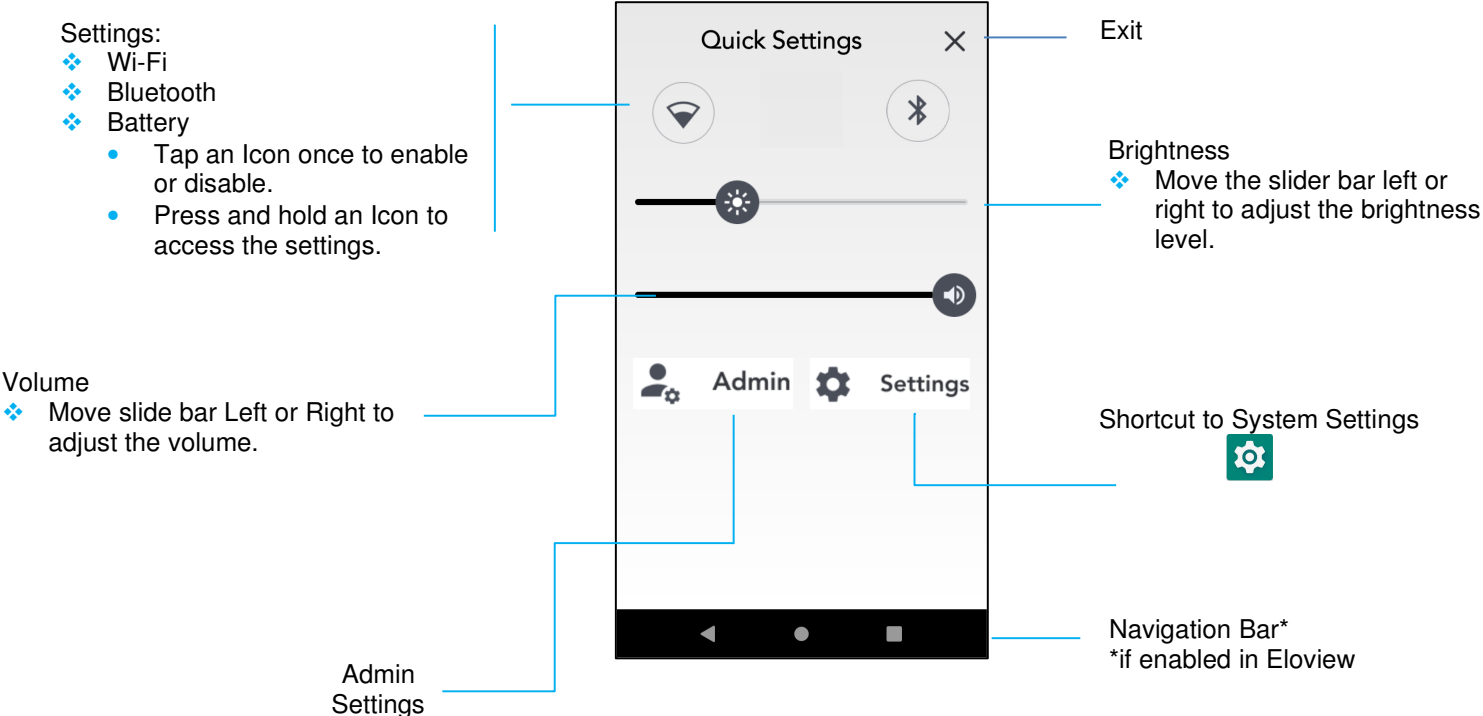 Settings:
❖ Wi-Fi
❖ Bluetooth
❖ Battery
• Tap an Icon once to enable
or disable.
• Press and hold an Icon to
access the settings.
Volume
❖ Move slide bar Left or Right to
adjust the volume.
Admin
Settings
Quick Settings
Admin
Settings
Exit
Brightness
❖ Move the slider bar left or
right to adjust the brightness
level.
Shortcut to System Settings
Navigation Bar*
*if enabled in Eloview